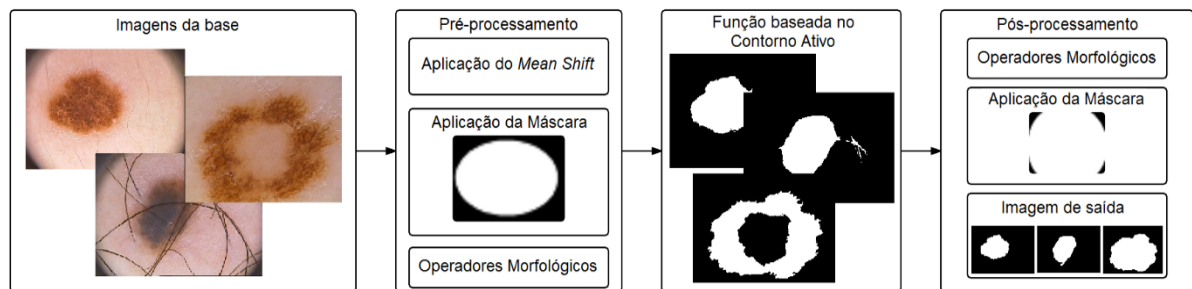 Imagens da base
Pré-processamento
Aplicação do Mean Shift
Aplicação da Máscara
Operadores Morfológicos
Função baseada no
Contorno Ativo
Pós-processamento
Operadores Morfológicos
Aplicação da Máscara
Imagem de saída